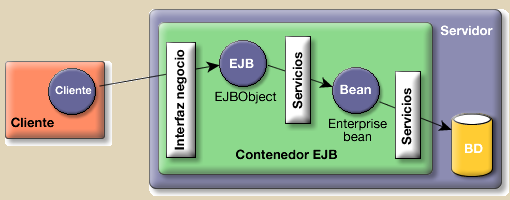 Servidor
Cliente
Cliente
Interfaz negocio
EJB
EJBObject
Servicios
Bean
Enterprise
bean
Servicios
Contenedor EJB
BD